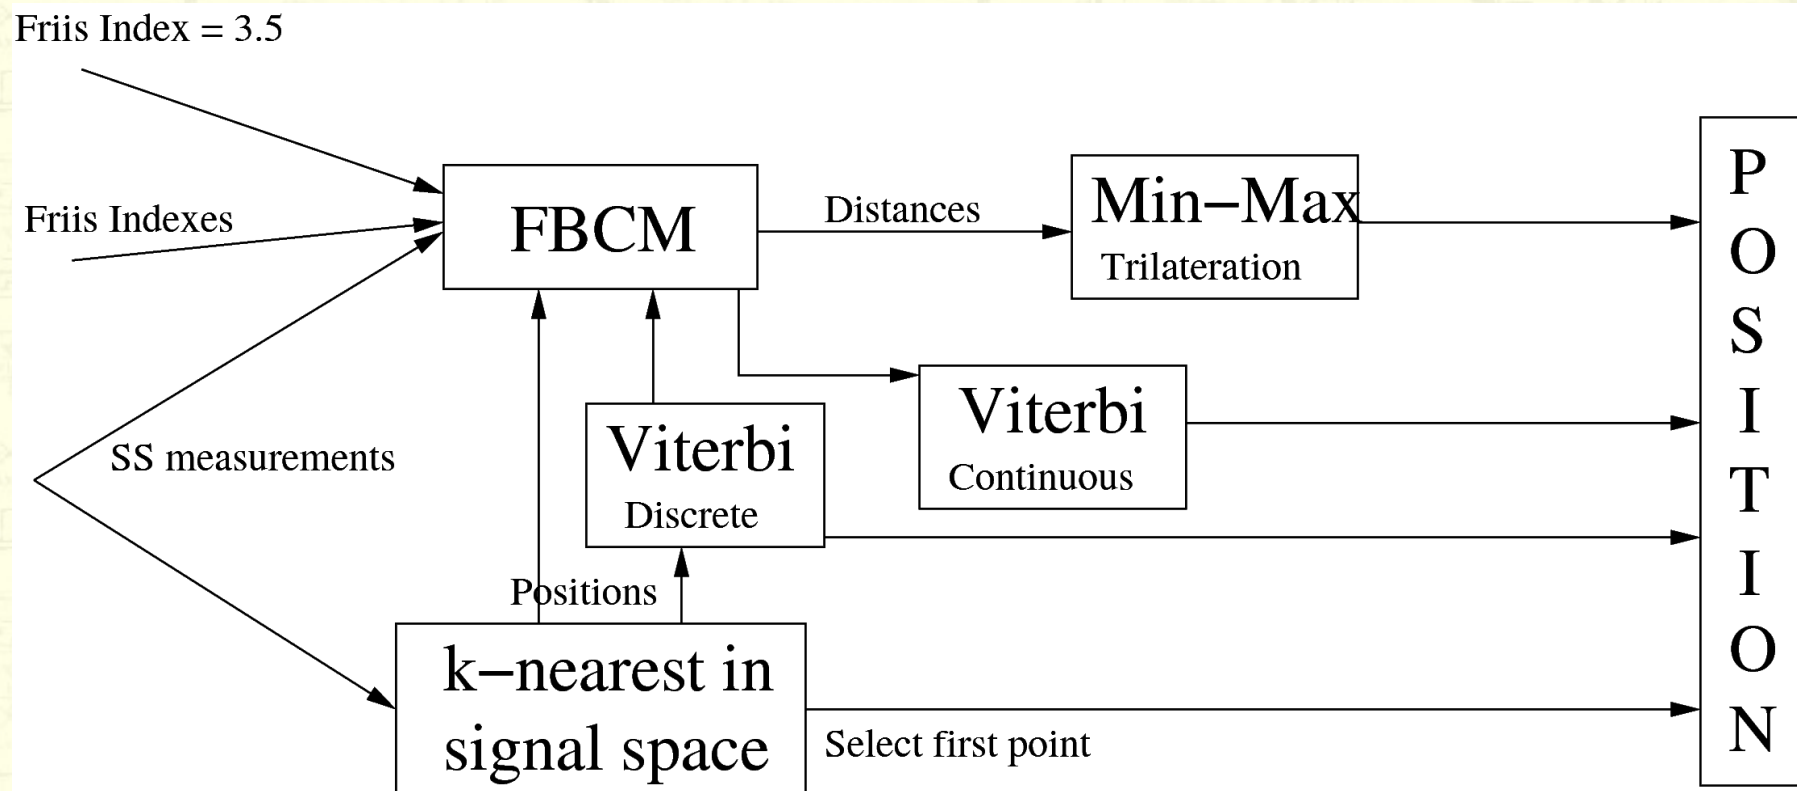 Friis Index = 3.5
Friis Indexes
FBCM
Distances
Min−Max
Trilateration
SS measurements
Viterbi
Discrete
Viterbi
Continuous
Positions
k−nearest in
signal space
Select first point
P
O
S
I
T
I
O
N